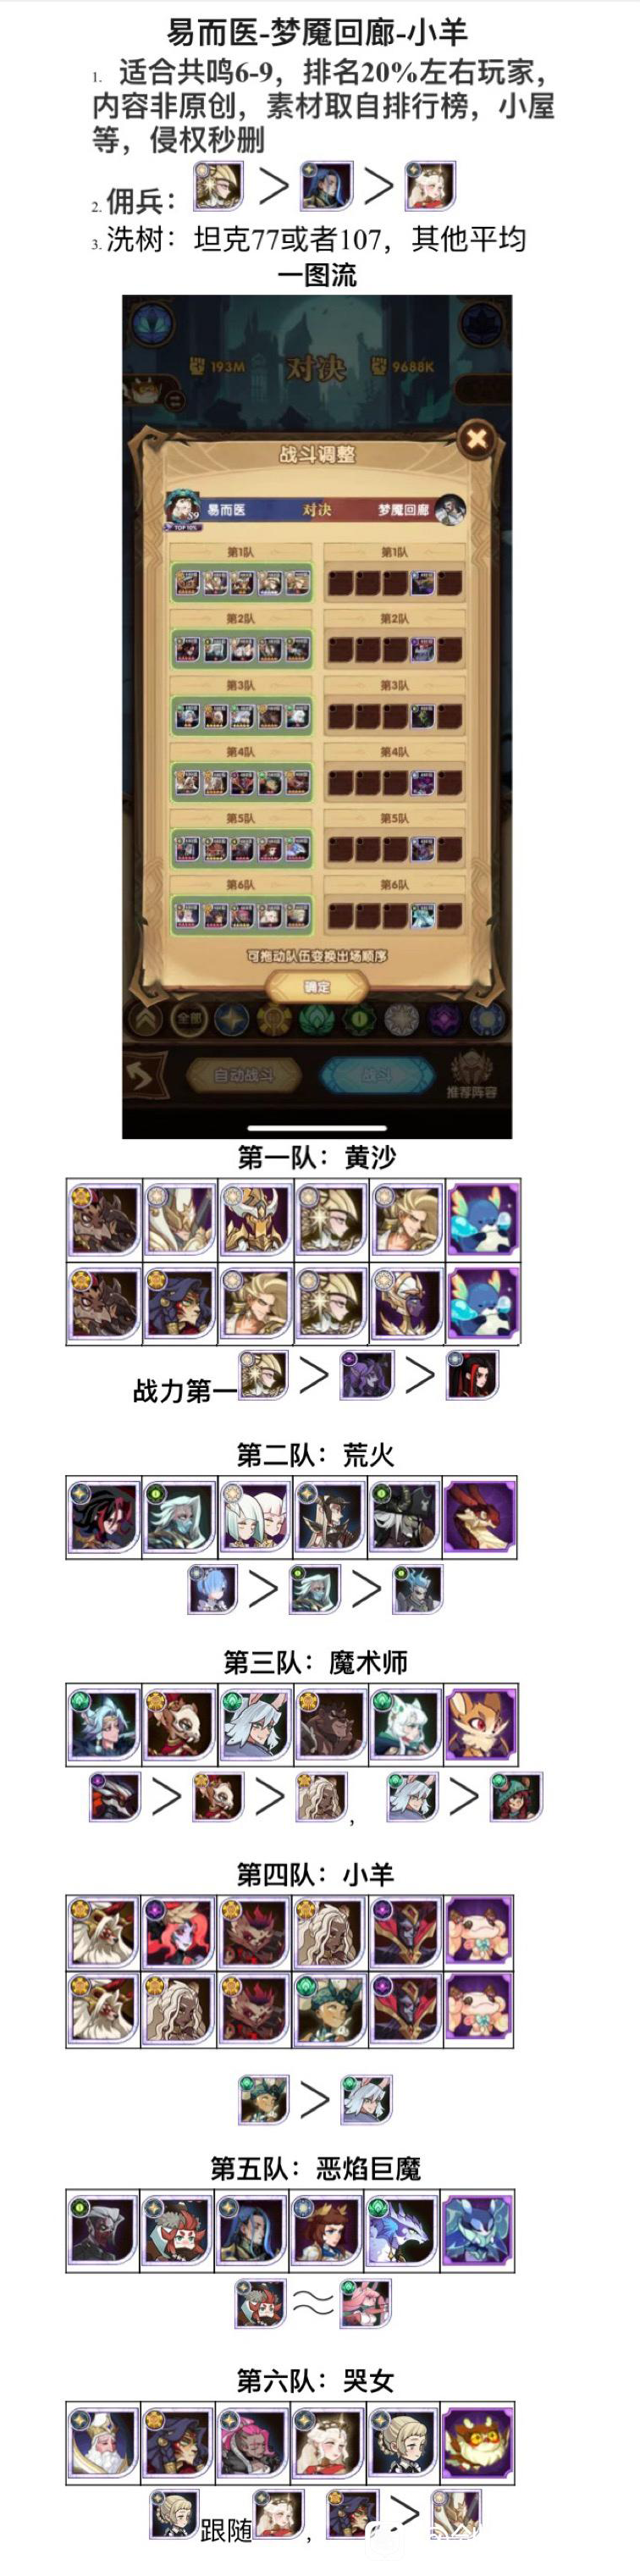 易而医-梦魇回廊-小羊
1. 适合共鸣6-9，排名20%左右玩家，
内容非原创，素材取自排行榜，小屋
等，侵权秒删
2. 佣兵： > >
3. 洗树：坦克77或者107，其他平均
一图流
193M 对决 9688K
战斗调整
易而医 对决 梦魇回廊
第1队 第1队
第2队 第2队
第3队 第3队
第4队 第4队
第5队 第5队
第6队 第6队
可拖动队伍变换出场顺序
确定
全部
自动战斗 战斗 推荐阵容
第一队：黄沙
战力第一 > >
第二队：荒火
> >
第三队：魔术师
> > ， >
第四队：小羊
>
第五队：恶焰巨魔
≈
第六队：哭女
跟随 ， >